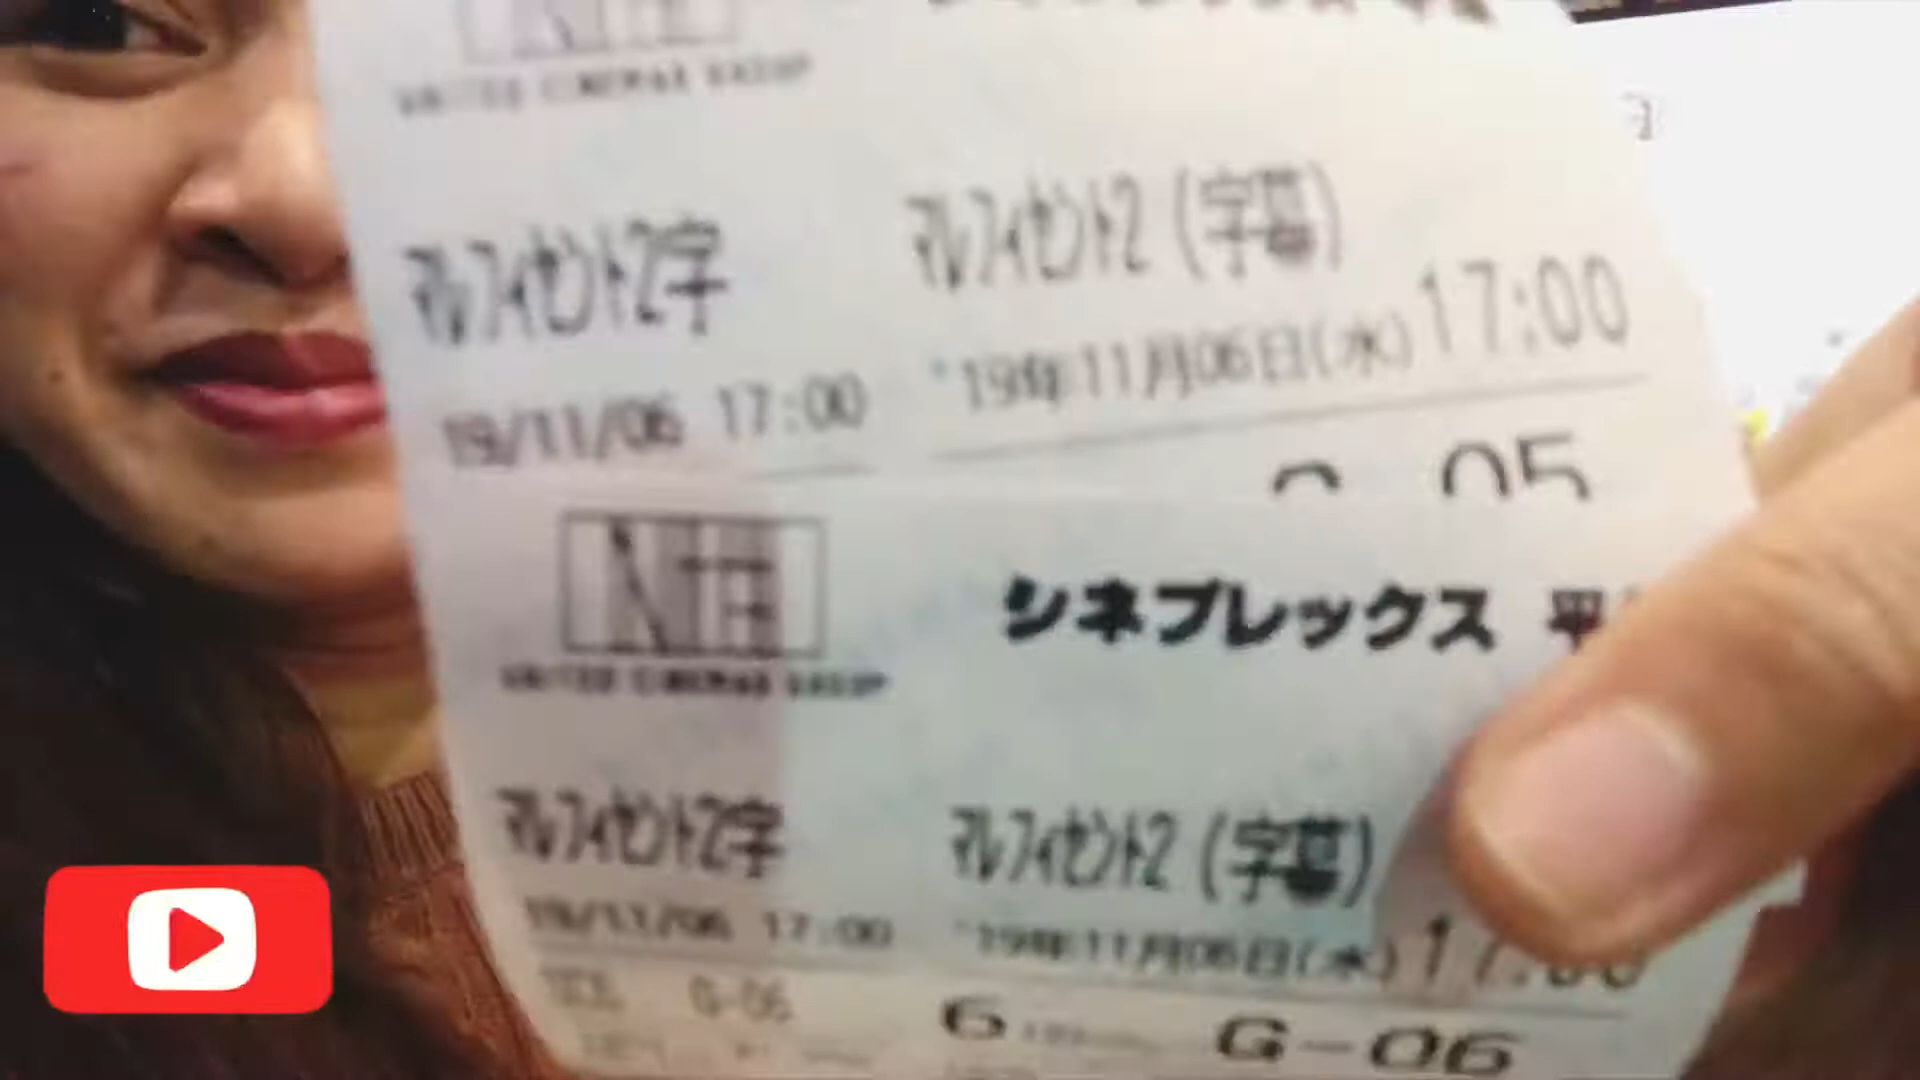 UNITED CINEMAS GROUP
マレフィセント2字
マレフィセント2 (字幕)
19/11/06 17:00
'19年11月06日(水) 17:00
05
UNITED CINEMAS GROUP
シネプレックス 平
マレフィセント2字
マレフィセント2 (字幕)
19/11/06 17:00
'19年11月06日(水) 17:00
G-06
6
G-06